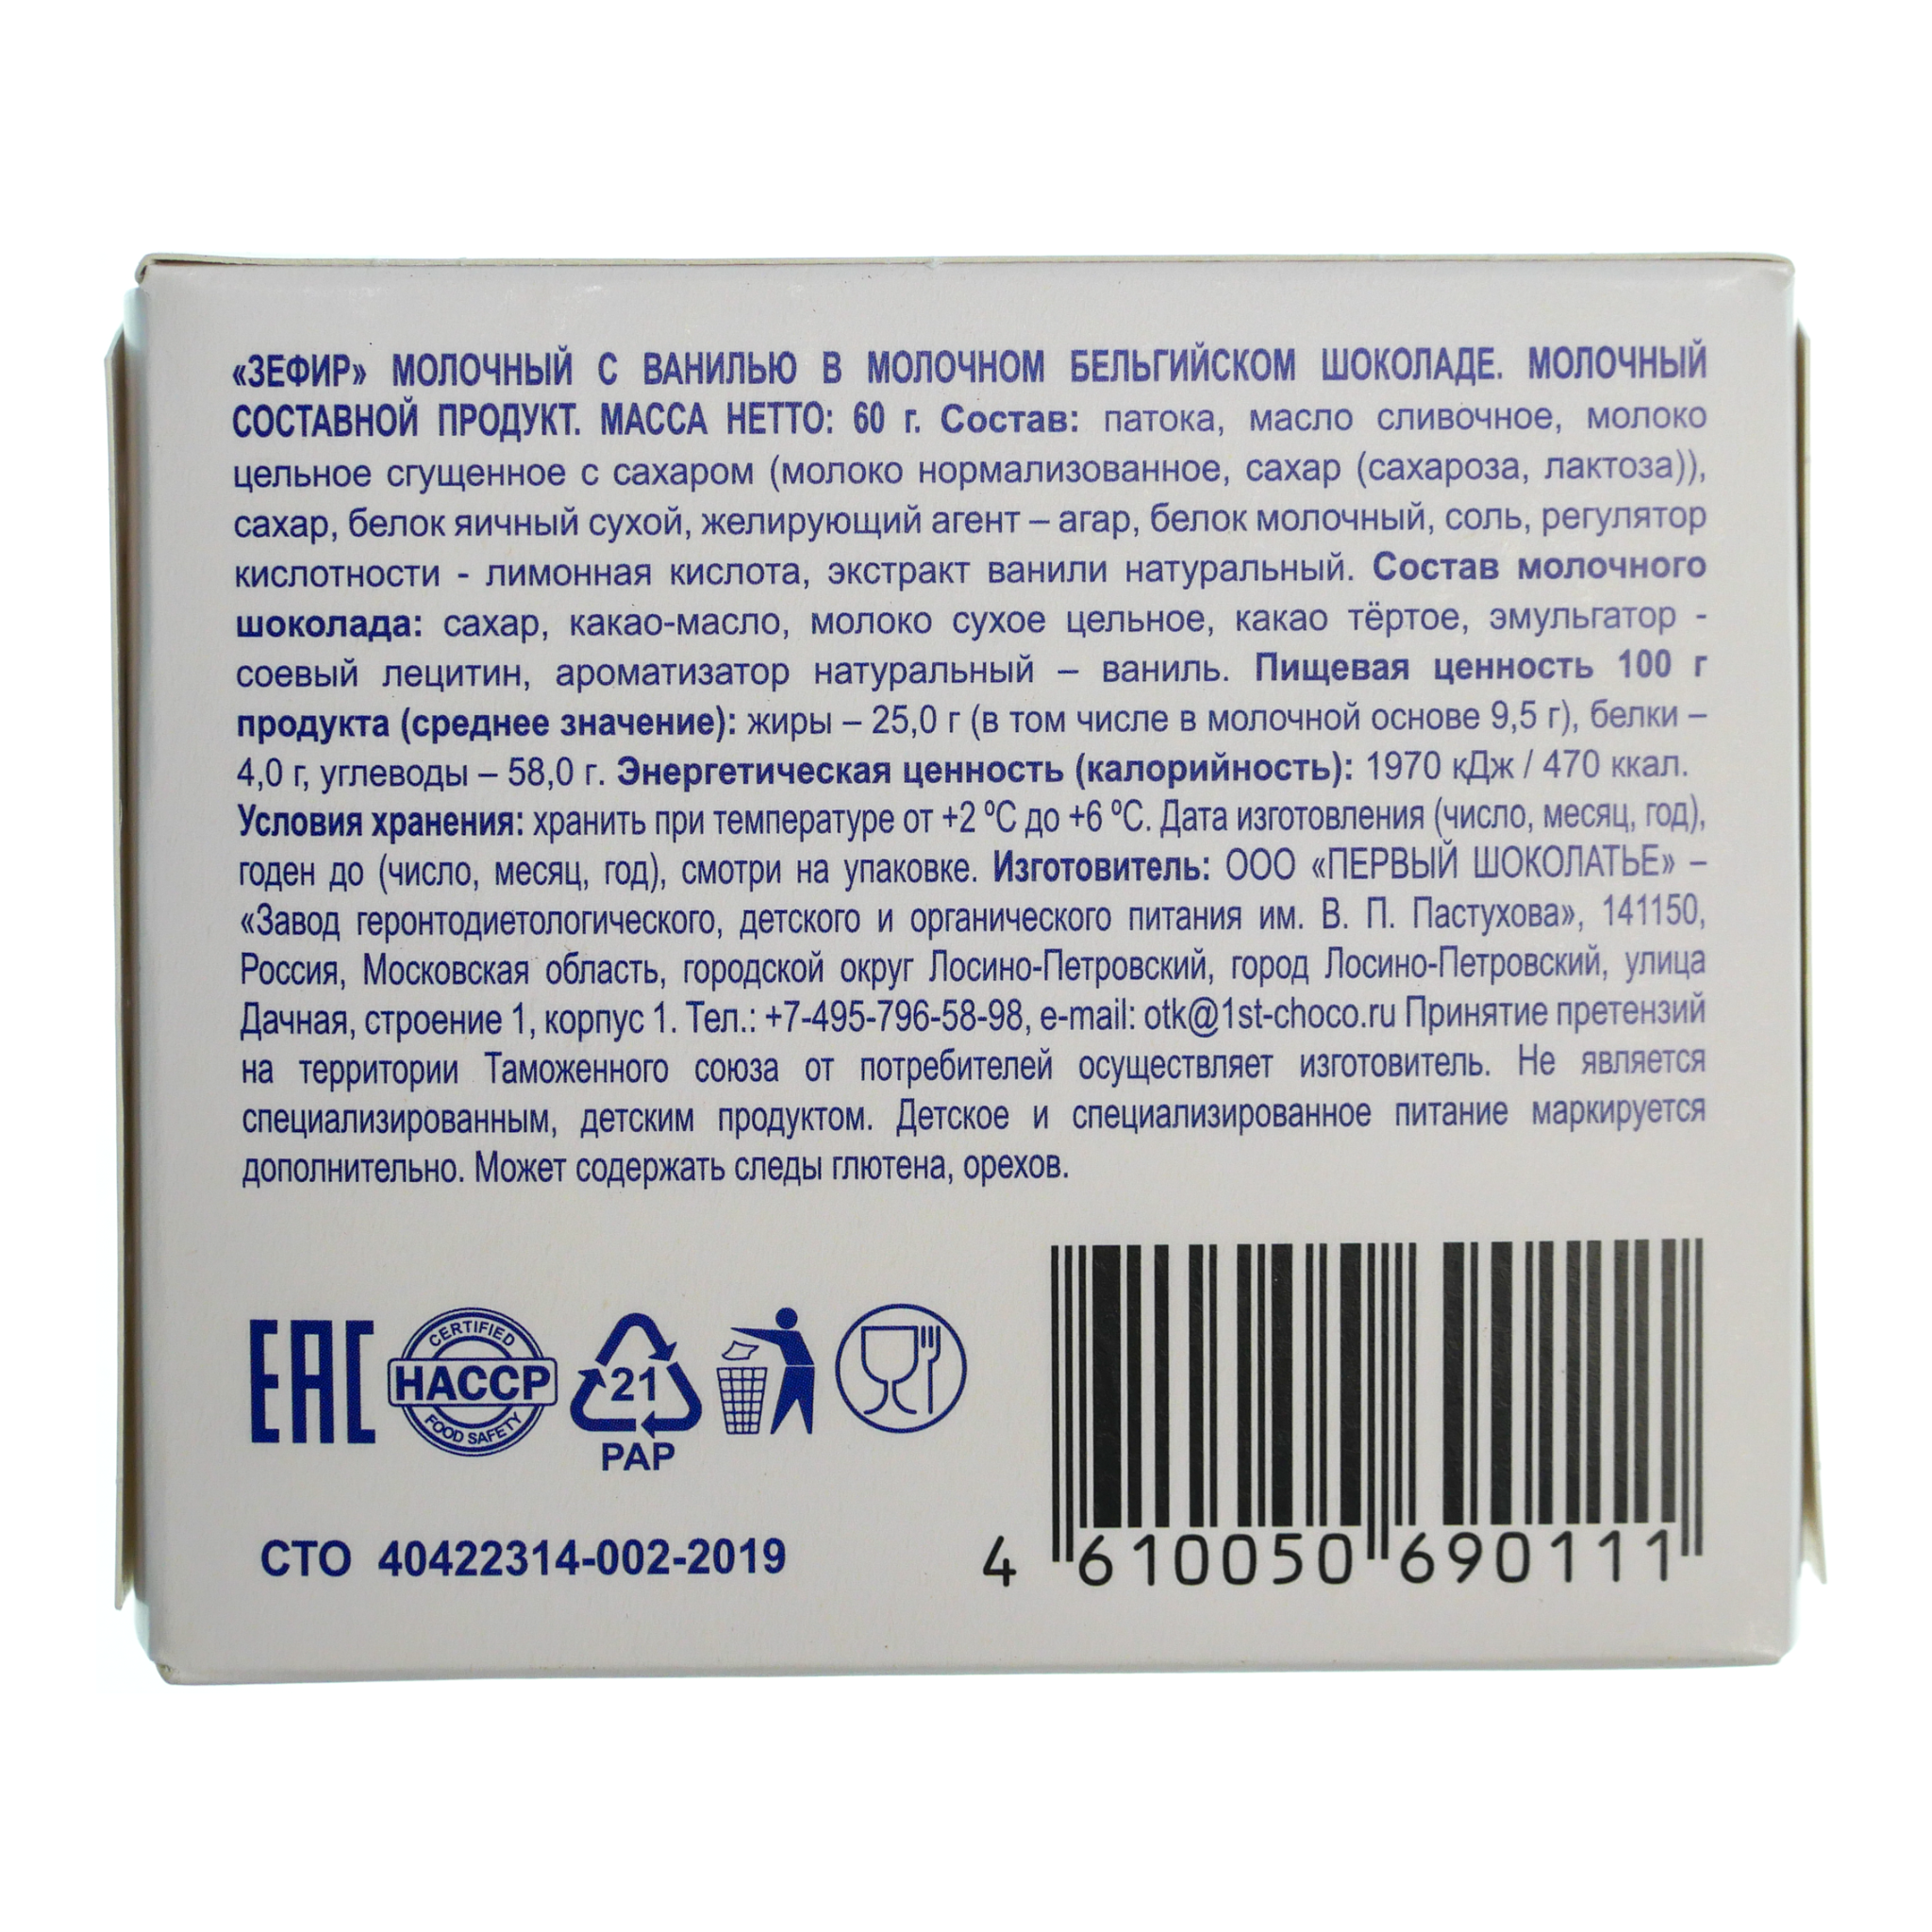 «ЗЕФИР» МОЛОЧНЫЙ С ВАНИЛЬЮ В МОЛОЧНОМ БЕЛЬГИЙСКОМ ШОКОЛАДЕ. МОЛОЧНЫЙ
СОСТАВНОЙ ПРОДУКТ. МАССА НЕТТО: 60 г. Состав: патока, масло сливочное, молоко
цельное сгущенное с сахаром (молоко нормализованное, сахар (сахароза, лактоза)),
сахар, белок яичный сухой, желирующий агент – агар, белок молочный, соль, регулятор
кислотности - лимонная кислота, экстракт ванили натуральный. Состав молочного
шоколада: сахар, какао-масло, молоко сухое цельное, какао тёртое, эмульгатор -
соевый лецитин, ароматизатор натуральный – ваниль. Пищевая ценность 100 г
продукта (среднее значение): жиры – 25,0 г (в том числе в молочной основе 9,5 г), белки –
4,0 г, углеводы – 58,0 г. Энергетическая ценность (калорийность): 1970 кДж / 470 ккал.
Условия хранения: хранить при температуре от +2 ºС до +6 ºС. Дата изготовления (число, месяц, год),
годен до (число, месяц, год), смотри на упаковке. Изготовитель: ООО «ПЕРВЫЙ ШОКОЛАТЬЕ» –
«Завод геронтодиетологического, детского и органического питания им. В. П. Пастухова», 141150,
Россия, Московская область, городской округ Лосино-Петровский, город Лосино-Петровский, улица
Дачная, строение 1, корпус 1. Тел.: +7-495-796-58-98, e-mail: otk@1st-choco.ru Принятие претензий
на территории Таможенного союза от потребителей осуществляет изготовитель. Не является
специализированным, детским продуктом. Детское и специализированное питание маркируется
дополнительно. Может содержать следы глютена, орехов.
EAC
CERTIFIED
HACCP
FOOD SAFETY
21
PAP
СТО 40422314-002-2019
4 610050 690111